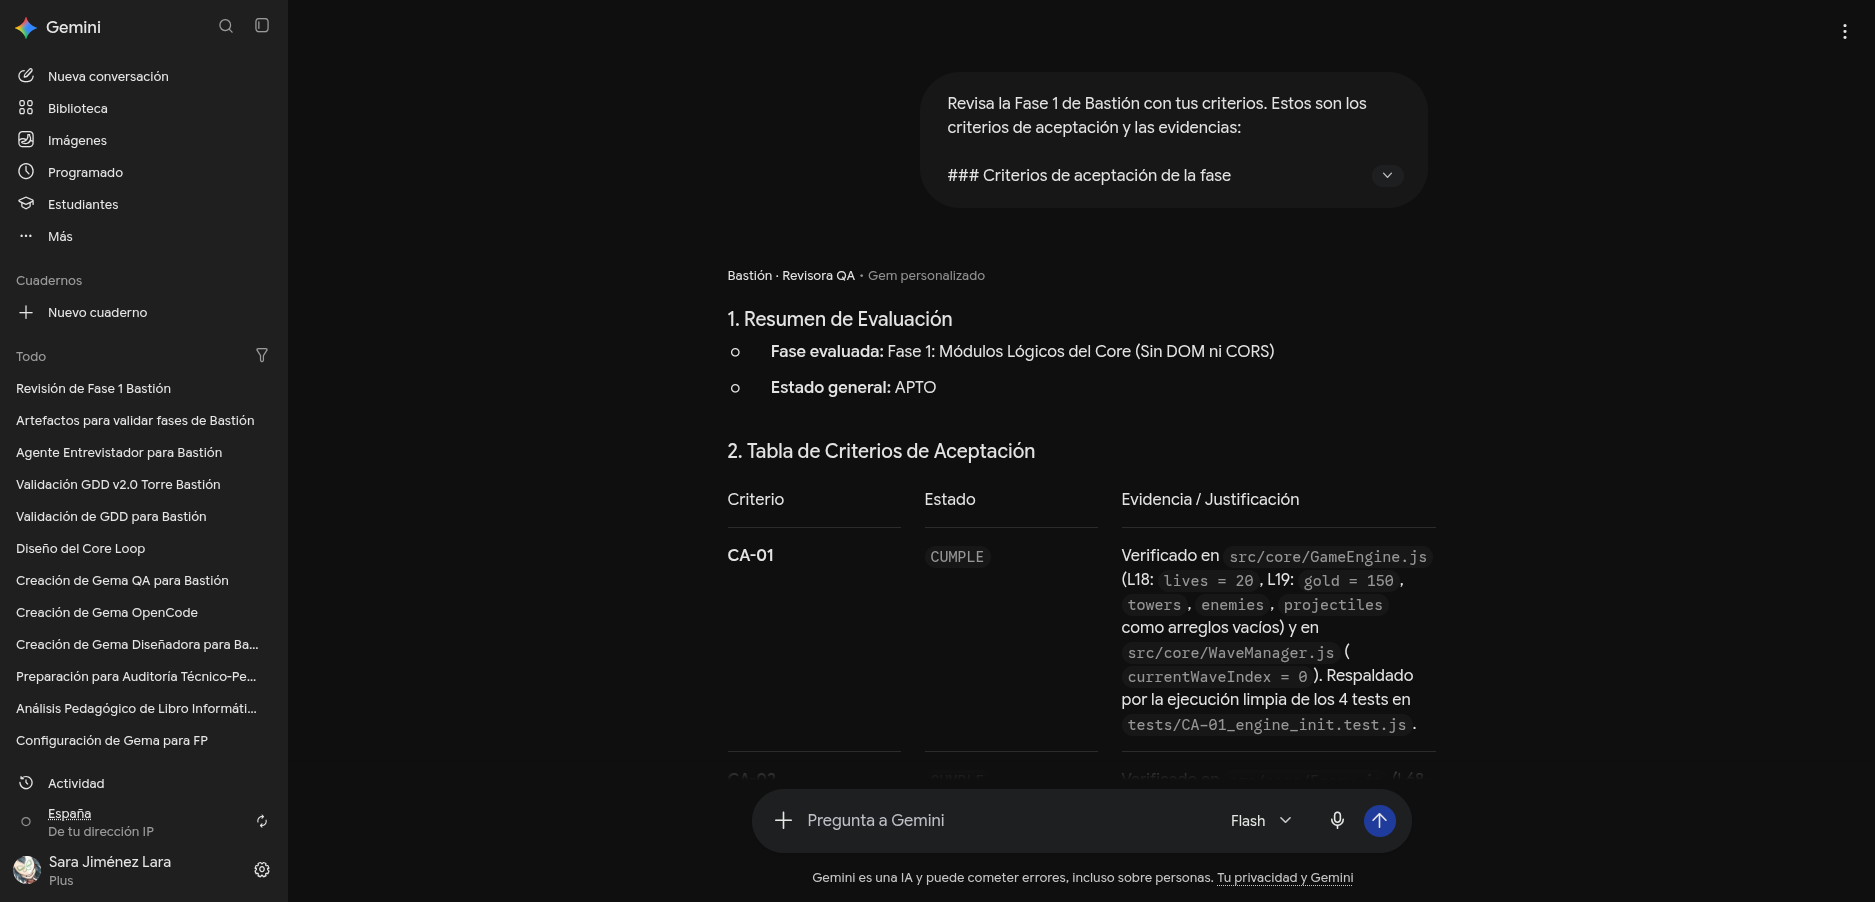 Gemini
Nueva conversación
Biblioteca
Imágenes
Programado
Estudiantes
Más
Cuadernos
Nuevo cuaderno
Todo
Revisión de Fase 1 Bastión
Artefactos para validar fases de Bastión
Agente Entrevistador para Bastión
Validación GDD v2.0 Torre Bastión
Validación de GDD para Bastión
Diseño del Core Loop
Creación de Gema QA para Bastión
Creación de Gema OpenCode
Creación de Gema Diseñadora para Ba...
Preparación para Auditoría Técnico-Pe...
Análisis Pedagógico de Libro Informáti...
Configuración de Gema para FP
Actividad
España
De tu dirección IP
Sara Jiménez Lara
Plus
Revisa la Fase 1 de Bastión con tus criterios. Estos son los
criterios de aceptación y las evidencias:
### Criterios de aceptación de la fase
Bastión · Revisora QA • Gem personalizado
1. Resumen de Evaluación
Fase evaluada: Fase 1: Módulos Lógicos del Core (Sin DOM ni CORS)
Estado general: APTO
2. Tabla de Criterios de Aceptación
Criterio Estado Evidencia / Justificación
CA-01 CUMPLE Verificado en src/core/GameEngine.js
(L18: lives = 20, L19: gold = 150,
towers, enemies, projectiles
como arreglos vacíos) y en
src/core/WaveManager.js (
currentWaveIndex = 0). Respaldado
por la ejecución limpia de los 4 tests en
tests/CA-01_engine_init.test.js.
Pregunta a Gemini
Flash
Gemini es una IA y puede cometer errores, incluso sobre personas. Tu privacidad y Gemini